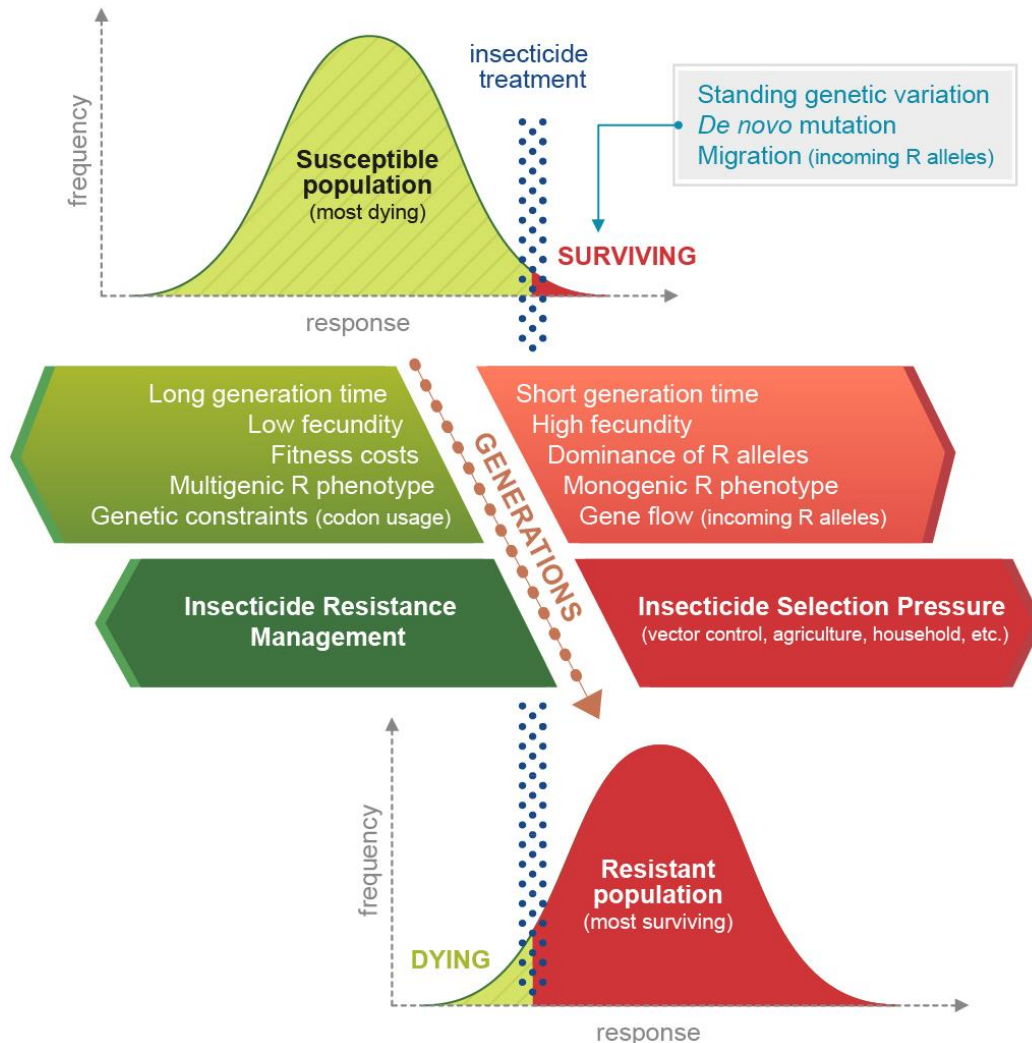 insecticide
treatment
Standing genetic variation
De novo mutation
Migration (incoming R alleles)
frequency
Susceptible
population
(most dying)
SURVIVING
response
Long generation time
Low fecundity
Fitness costs
Multigenic R phenotype
Genetic constraints (codon usage)
GENERATIONS
Short generation time
High fecundity
Dominance of R alleles
Monogenic R phenotype
Gene flow (incoming R alleles)
Insecticide Resistance
Management
Insecticide Selection Pressure
(vector control, agriculture, household, etc.)
frequency
Resistant
population
(most surviving)
DYING
response